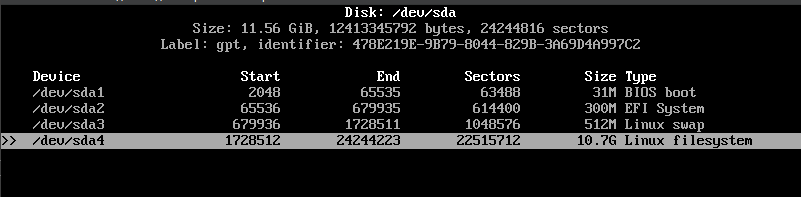 Disk: /dev/sda
Size: 11.56 GiB, 12413345792 bytes, 24244816 sectors
Label: gpt, identifier: 478E219E-9B79-8044-829B-3A69D4A997C2
Device Start End Sectors Size Type
/dev/sda1 2048 65535 63488 31M BIOS boot
/dev/sda2 65536 679935 614400 300M EFI System
/dev/sda3 679936 1728511 1048576 512M Linux swap
>> /dev/sda4 1728512 24244223 22515712 10.7G Linux filesystem